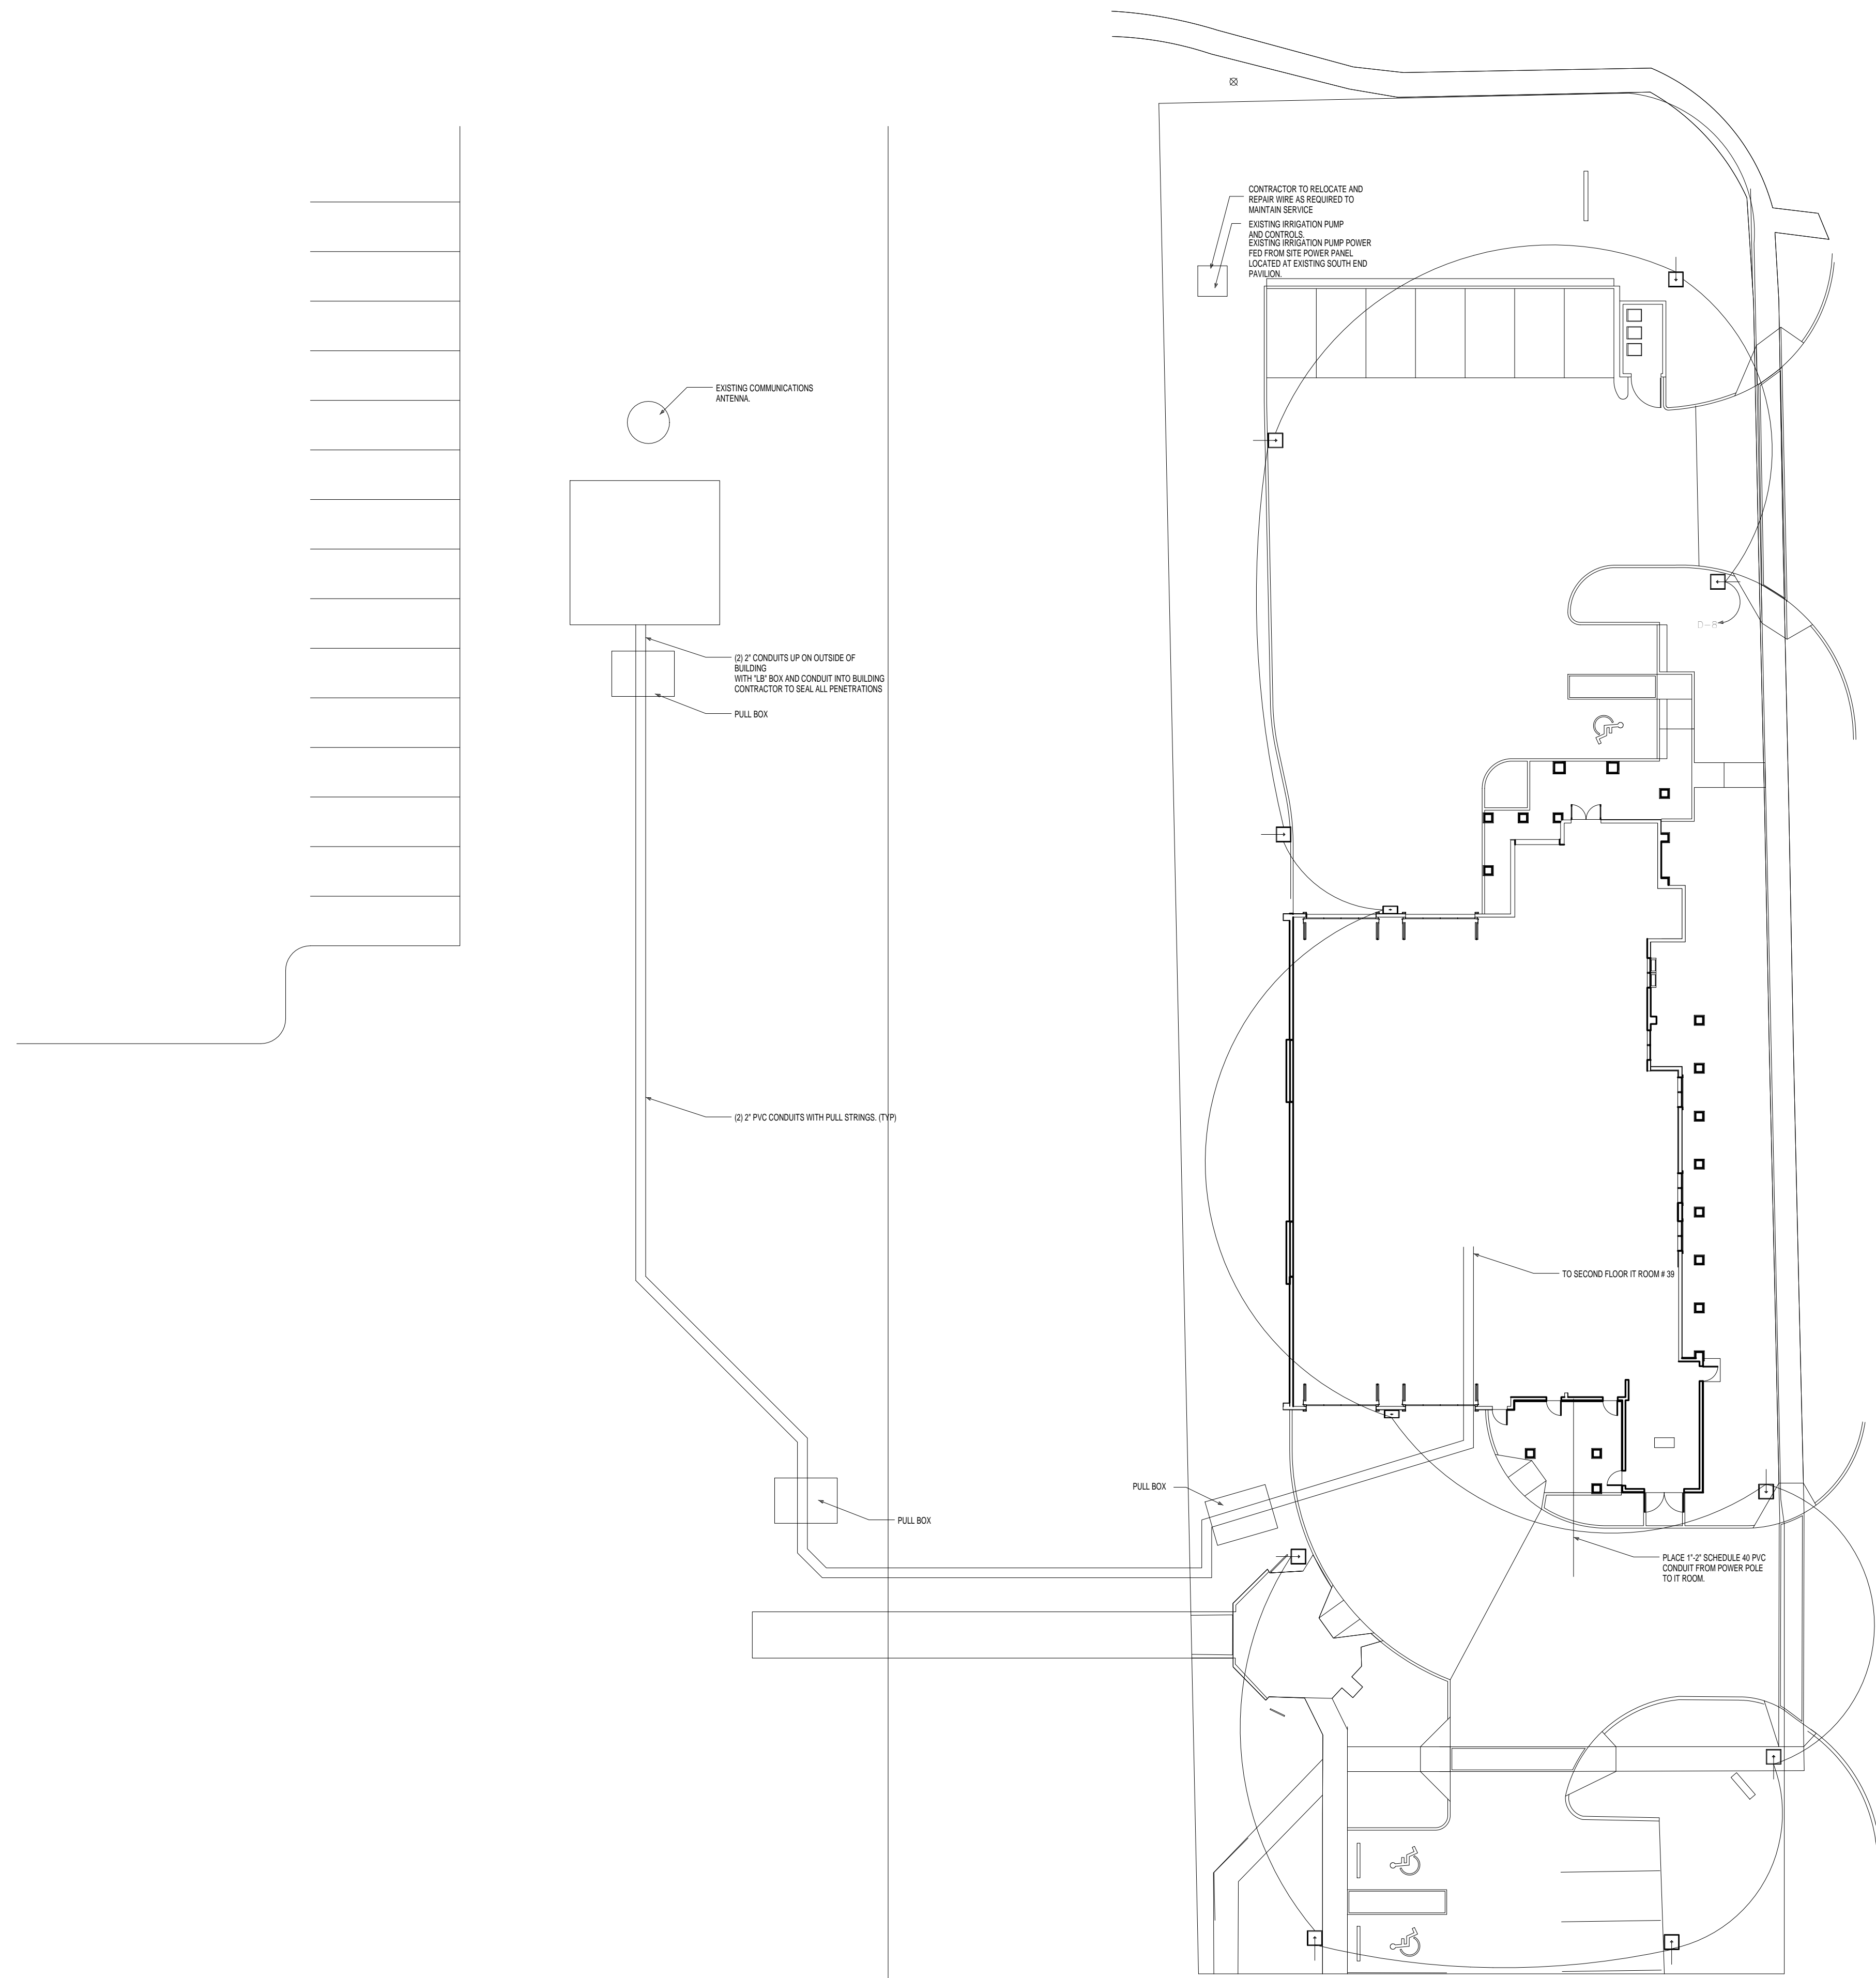 CONTRACTOR TO RELOCATE AND
REPAIR WIRE AS REQUIRED TO
MAINTAIN SERVICE
EXISTING IRRIGATION PUMP
AND CONTROLS.
EXISTING IRRIGATION PUMP POWER
FED FROM SITE POWER PANEL
LOCATED AT EXISTING SOUTH END
PAVILION.
EXISTING COMMUNICATIONS
ANTENNA.
D-8
(2) 2" CONDUITS UP ON OUTSIDE OF
BUILDING
WITH "LB" BOX AND CONDUIT INTO BUILDING
CONTRACTOR TO SEAL ALL PENETRATIONS
PULL BOX
(2) 2" PVC CONDUITS WITH PULL STRINGS. (TYP)
TO SECOND FLOOR IT ROOM # 39
PULL BOX
PULL BOX
PLACE 1"-2" SCHEDULE 40 PVC
CONDUIT FROM POWER POLE
TO IT ROOM.